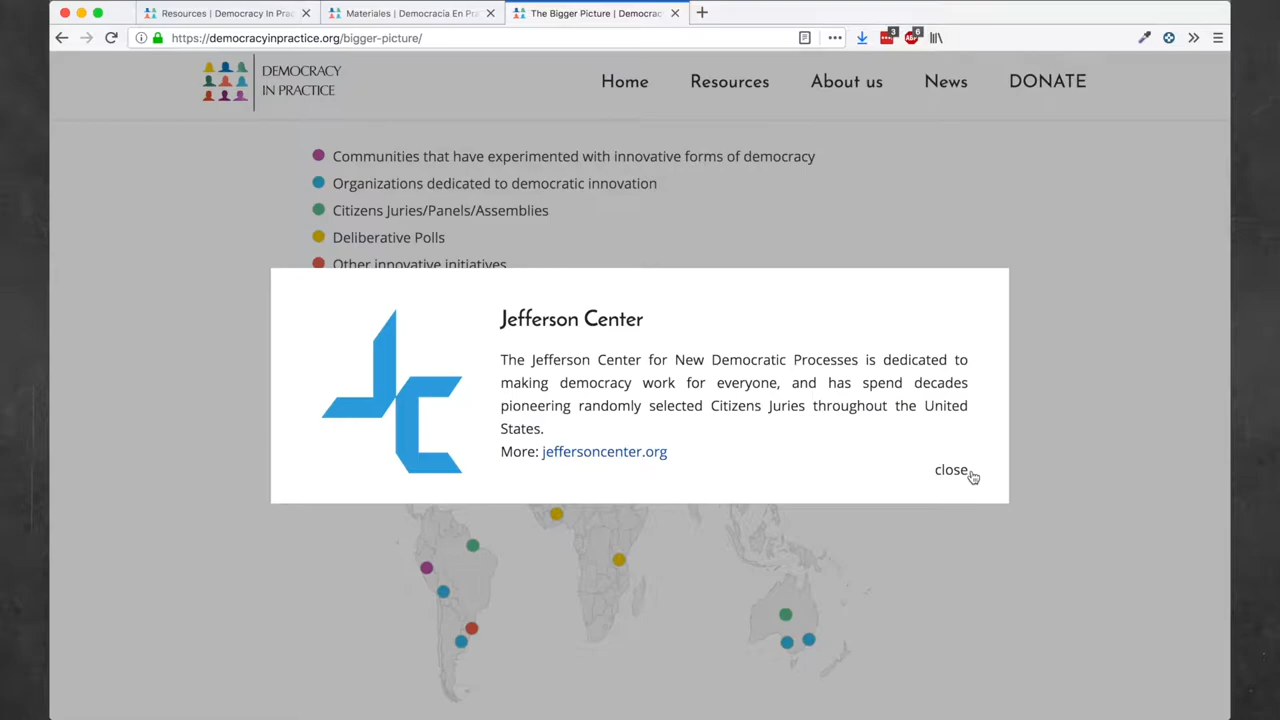 Resources | Democracy In Prac
Materiales | Democracia En Pra
The Bigger Picture | Democrac
https://democracyinpractice.org/bigger-picture/
3
6
DEMOCRACY
IN PRACTICE
Home Resources About us News DONATE
Communities that have experimented with innovative forms of democracy
Organizations dedicated to democratic innovation
Citizens Juries/Panels/Assemblies
Deliberative Polls
Other innovative initiatives
Jefferson Center
The Jefferson Center for New Democratic Processes is dedicated to
making democracy work for everyone, and has spend decades
pioneering randomly selected Citizens Juries throughout the United
States.
More: jeffersoncenter.org
close